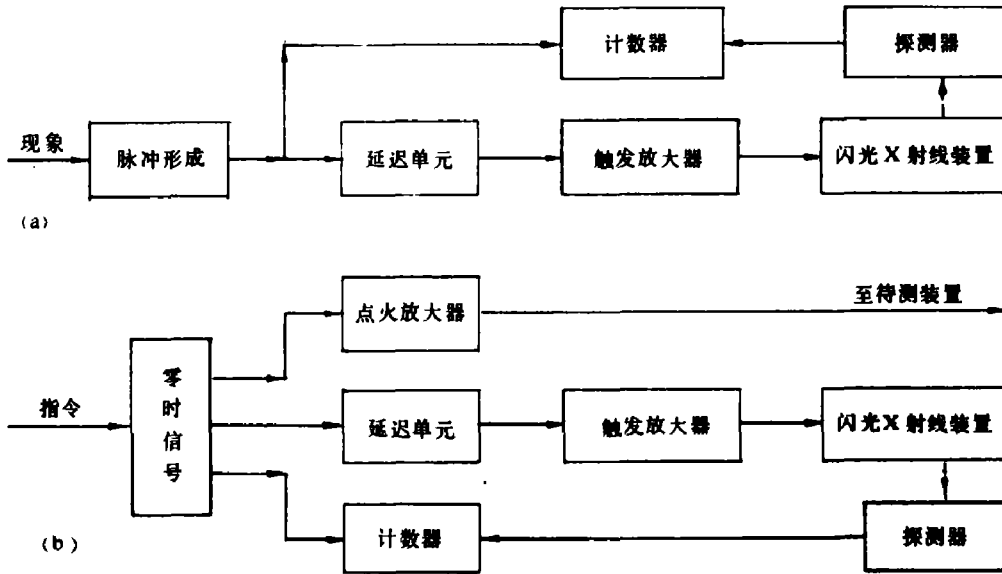 计数器
探测器
现象
脉冲形成
延迟单元
触发放大器
闪光X射线装置
(a)
点火放大器
至待测装置
零时信号
指令
延迟单元
触发放大器
闪光X射线装置
计数器
探测器
(b)